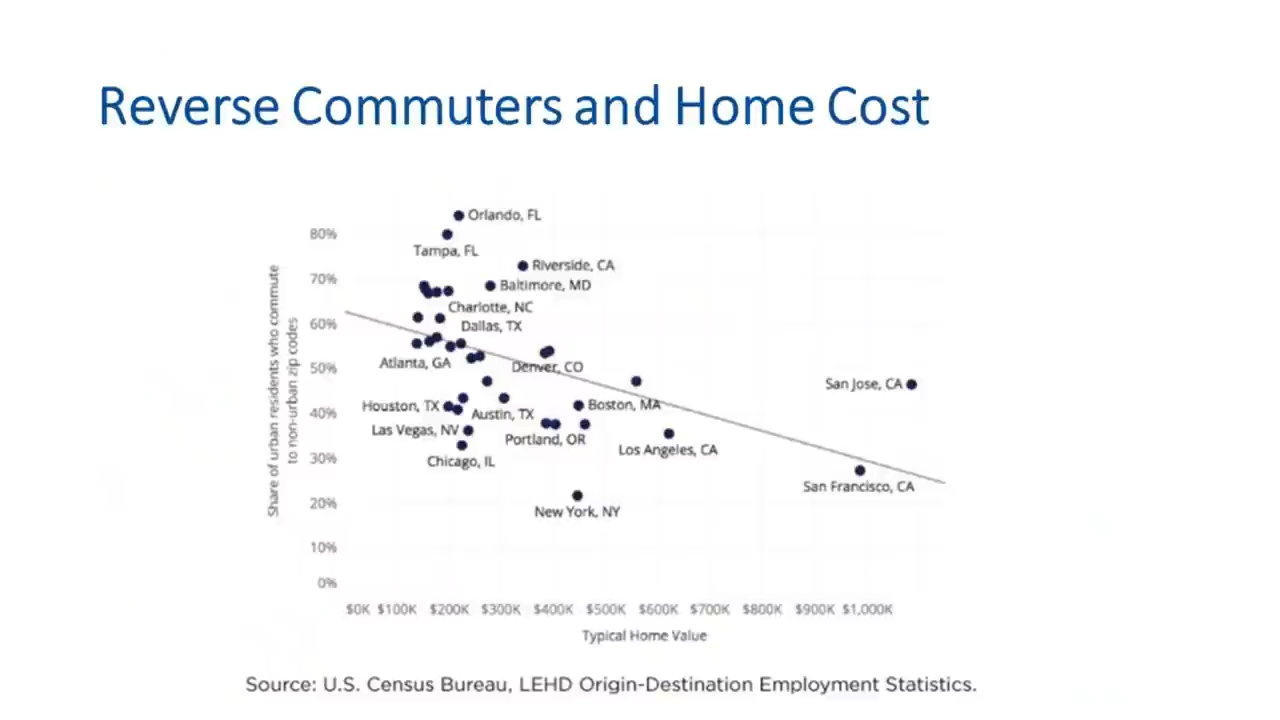 Reverse Commuters and Home Cost
Share of urban residents who commute
to non-urban zip codes
80%
70%
60%
50%
40%
30%
20%
10%
0%
Orlando, FL
Tampa, FL
Riverside, CA
Baltimore, MD
Charlotte, NC
Dallas, TX
Atlanta, GA
Denver, CO
San Jose, CA
Houston, TX
Austin, TX
Boston, MA
Las Vegas, NV
Portland, OR
Los Angeles, CA
Chicago, IL
San Francisco, CA
New York, NY
$0K $100K $200K $300K $400K $500K $600K $700K $800K $900K $1,000K
Typical Home Value
Source: U.S. Census Bureau, LEHD Origin-Destination Employment Statistics.